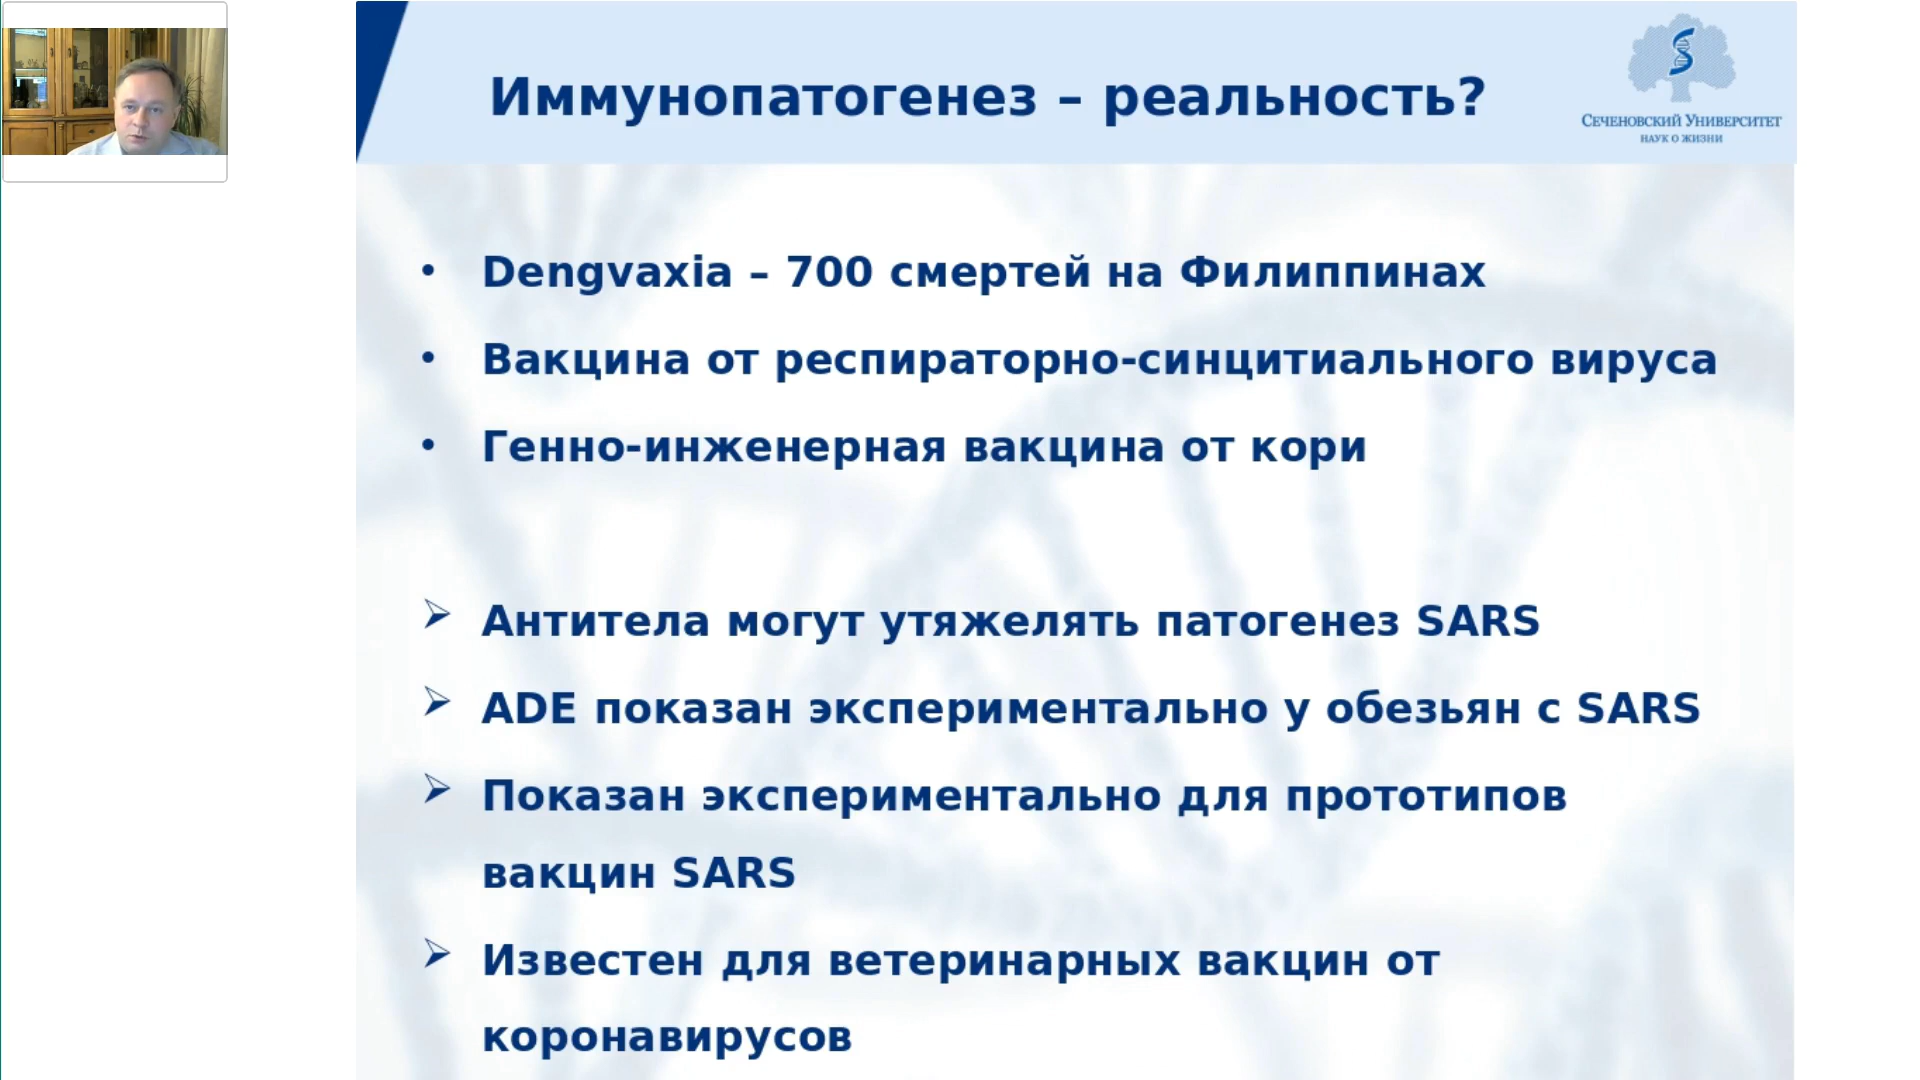 Иммунопатогенез – реальность?
СЕЧЕНОВСКИЙ УНИВЕРСИТЕТ
НАУК О ЖИЗНИ
• Dengvaxia – 700 смертей на Филиппинах
• Вакцина от респираторно-синцитиального вируса
• Генно-инженерная вакцина от кори
➢ Антитела могут утяжелять патогенез SARS
➢ ADE показан экспериментально у обезьян с SARS
➢ Показан экспериментально для прототипов
вакцин SARS
➢ Известен для ветеринарных вакцин от
коронавирусов